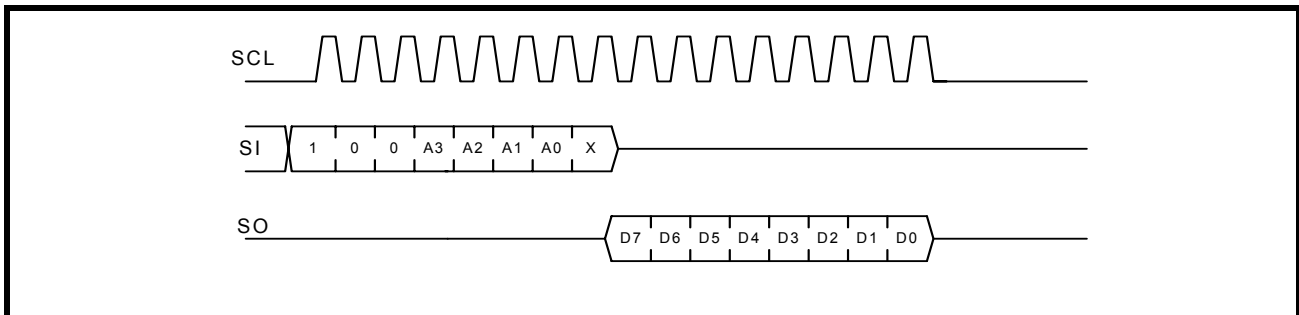 SCL
SI 1 0 0 A3 A2 A1 A0 X
SO D7 D6 D5 D4 D3 D2 D1 D0